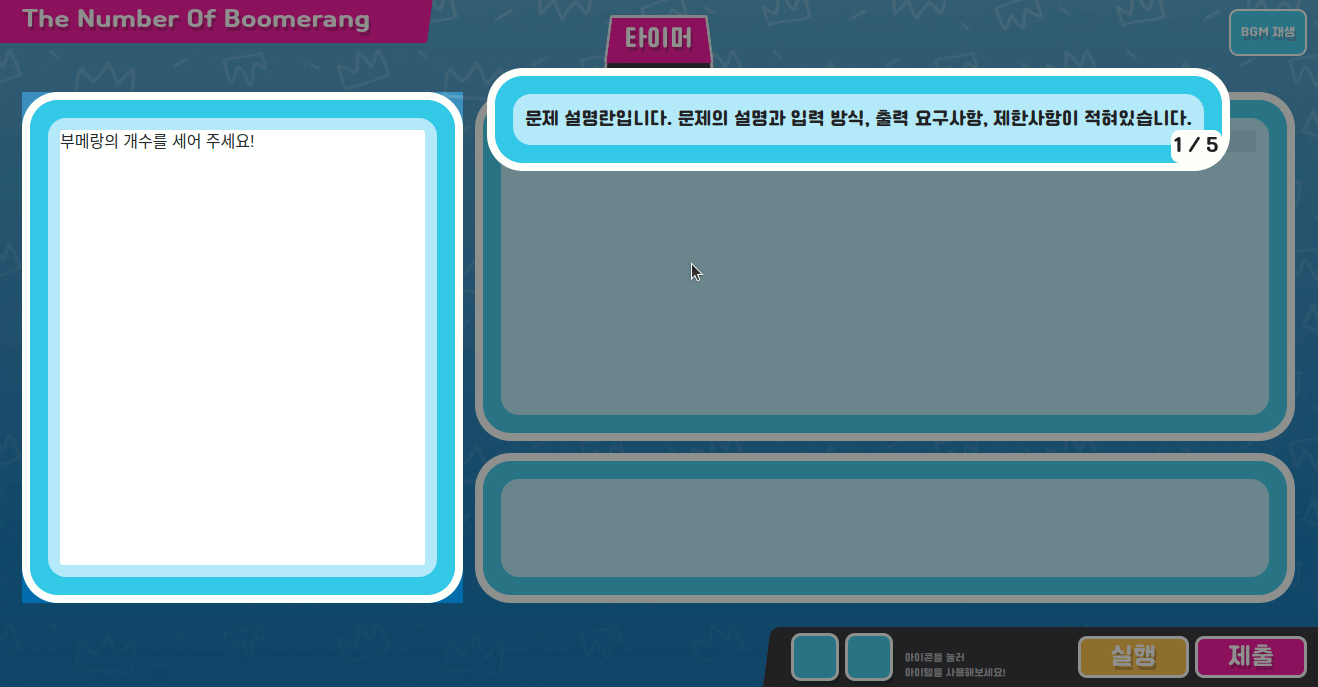 The Number Of Boomerang
타이머
BGM 재생
문제 설명란입니다. 문제의 설명과 입력 방식, 출력 요구사항, 제한사항이 적혀있습니다.
1 / 5
부메랑의 개수를 세어 주세요!
아이콘을 눌러
아이템을 사용해보세요!
실행
제출